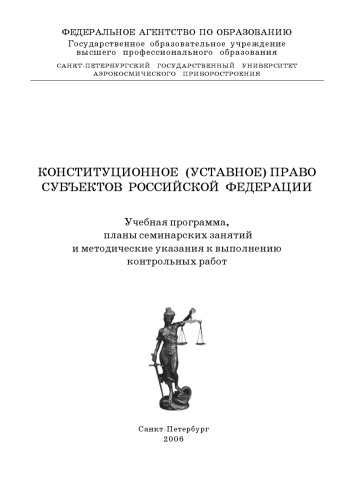 ФЕДЕРАЛЬНОЕ АГЕНТСТВО ПО ОБРАЗОВАНИЮ
Государственное образовательное учреждение
высшего профессионального образования
САНКТ-ПЕТЕРБУРГСКИЙ ГОСУДАРСТВЕННЫЙ УНИВЕРСИТЕТ
АЭРОКОСМИЧЕСКОГО ПРИБОРОСТРОЕНИЯ
КОНСТИТУЦИОННОЕ (УСТАВНОЕ) ПРАВО
СУБЪЕКТОВ РОССИЙСКОЙ ФЕДЕРАЦИИ
Учебная программа,
планы семинарских занятий
и методические указания к выполнению
контрольных работ
Санкт-Петербург
2006